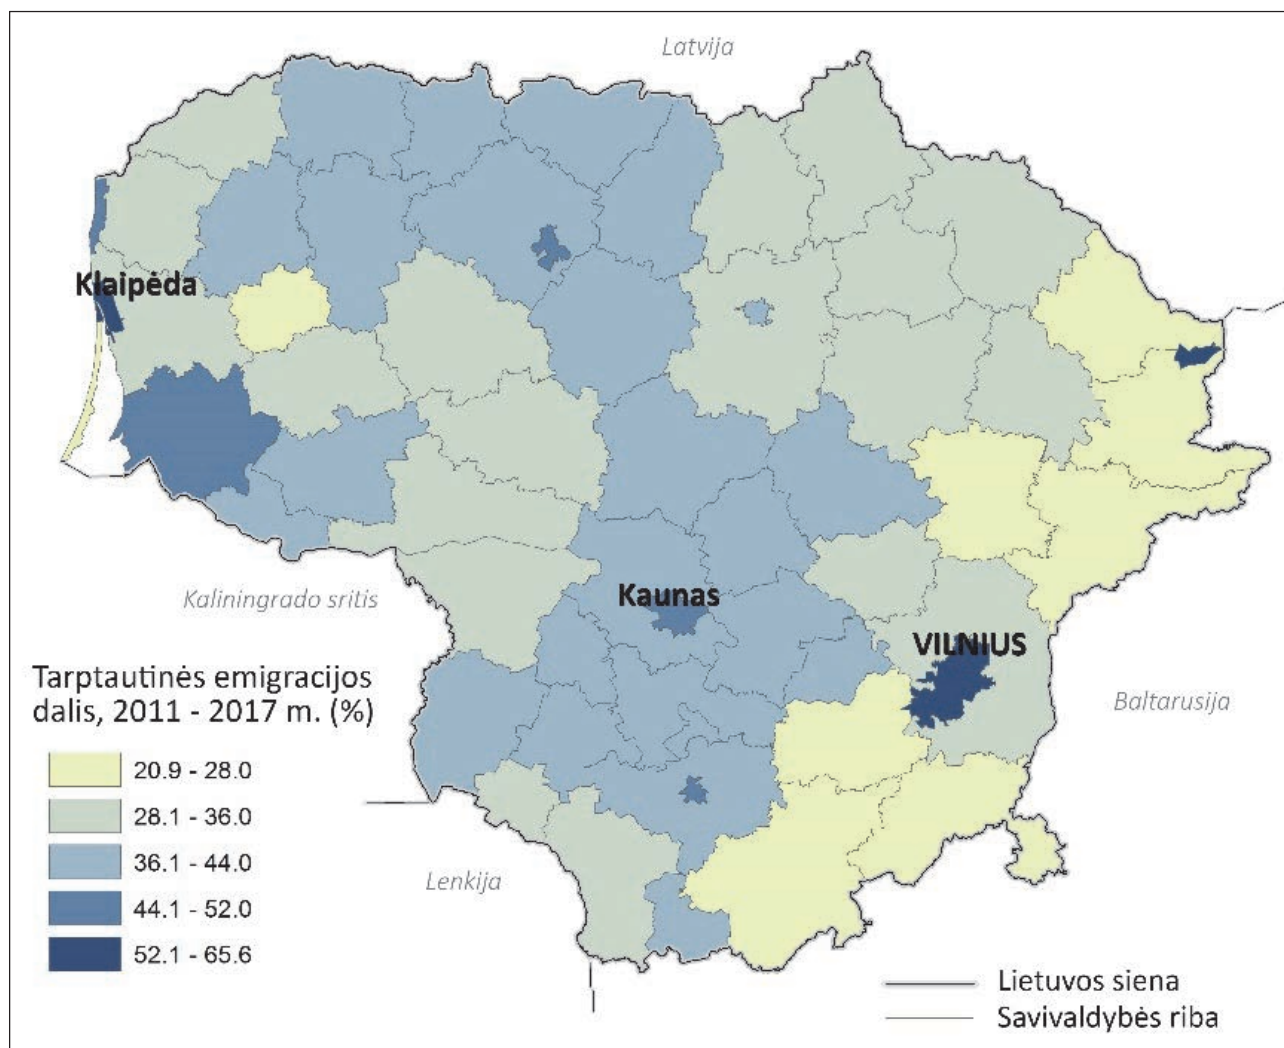 Latvija
Klaipėda
Kaliningrado sritis
Kaunas
VILNIUS
Baltarusija
Lenkija
Tarptautinės emigracijos
dalis, 2011 - 2017 m. (%)
20.9 - 28.0
28.1 - 36.0
36.1 - 44.0
44.1 - 52.0
52.1 - 65.6
Lietuvos siena
Savivaldybės riba